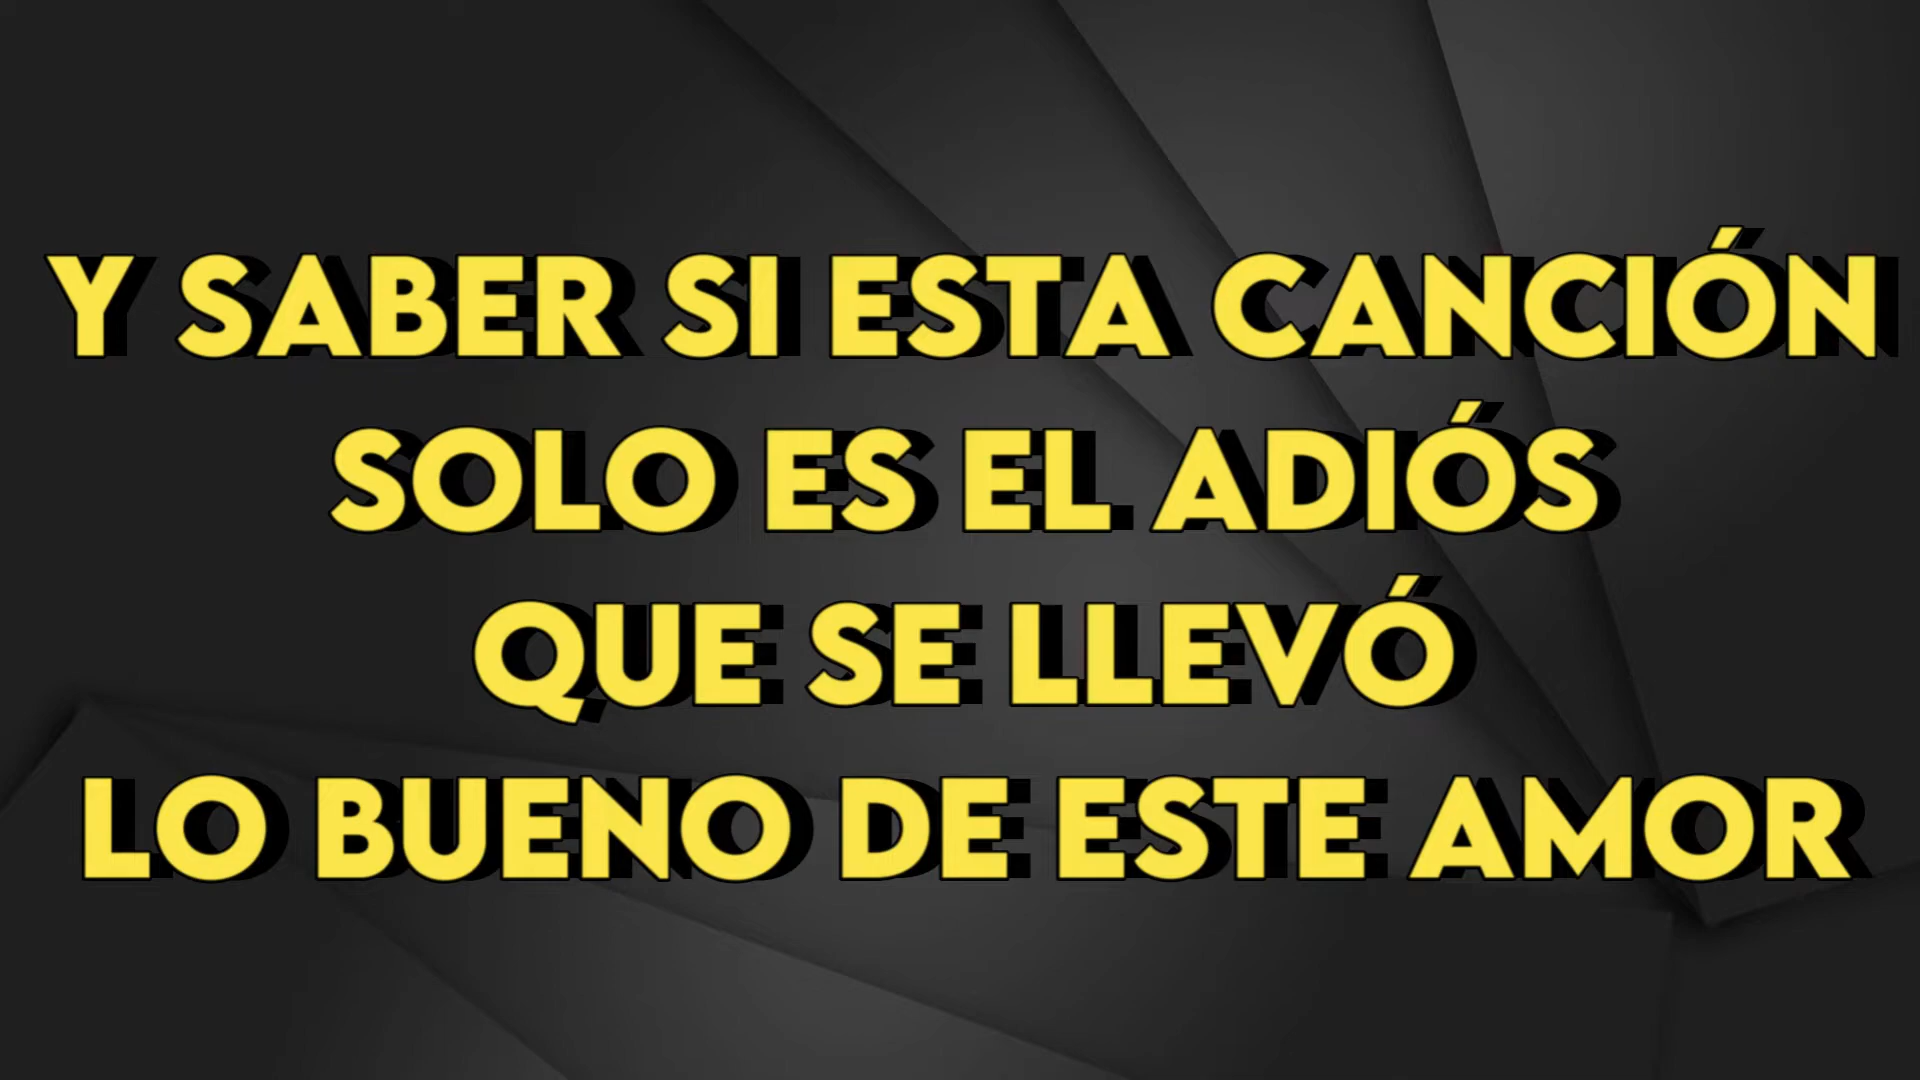 Y SABER SI ESTA CANCIÓN
SOLO ES EL ADIÓS
QUE SE LLEVÓ
LO BUENO DE ESTE AMOR